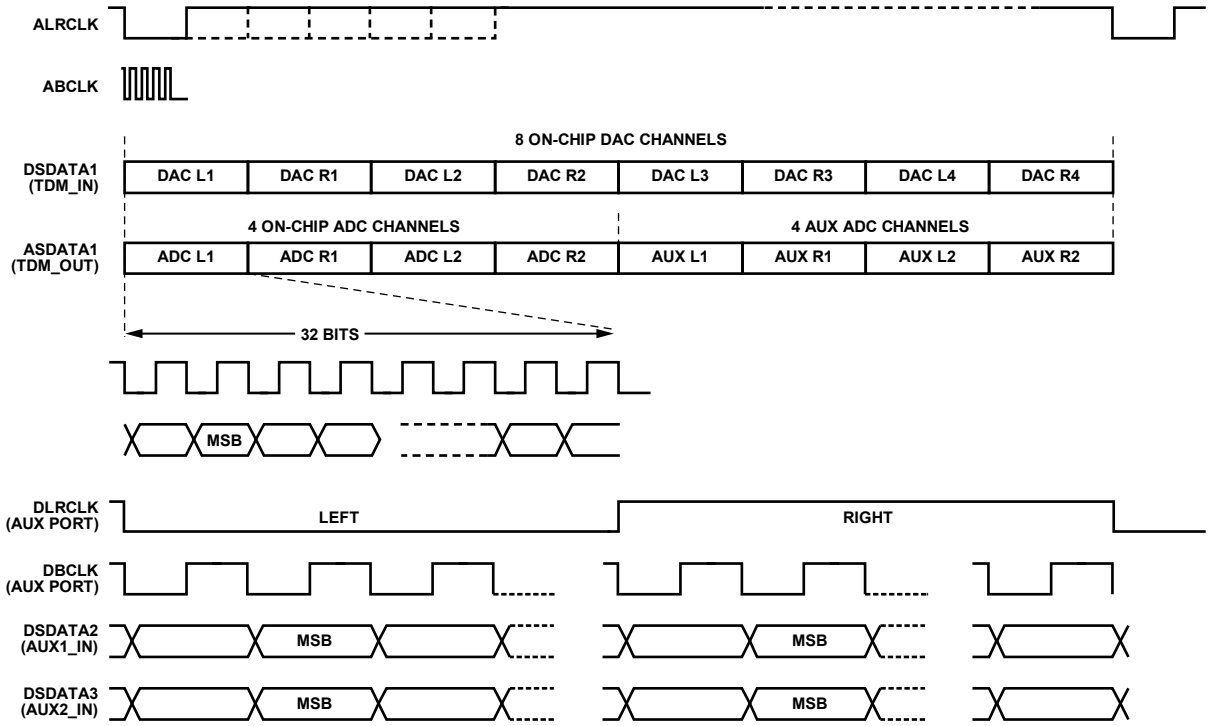 ALRCLK
ABCLK
8 ON-CHIP DAC CHANNELS
DSDATA1
(TDM_IN)
DAC L1 DAC R1 DAC L2 DAC R2 DAC L3 DAC R3 DAC L4 DAC R4
4 ON-CHIP ADC CHANNELS 4 AUX ADC CHANNELS
ASDATA1
(TDM_OUT)
ADC L1 ADC R1 ADC L2 ADC R2 AUX L1 AUX R1 AUX L2 AUX R2
32 BITS
MSB
DLRCLK
(AUX PORT)
LEFT RIGHT
DBCLK
(AUX PORT)
DSDATA2
(AUX1_IN)
MSB MSB
DSDATA3
(AUX2_IN)
MSB MSB